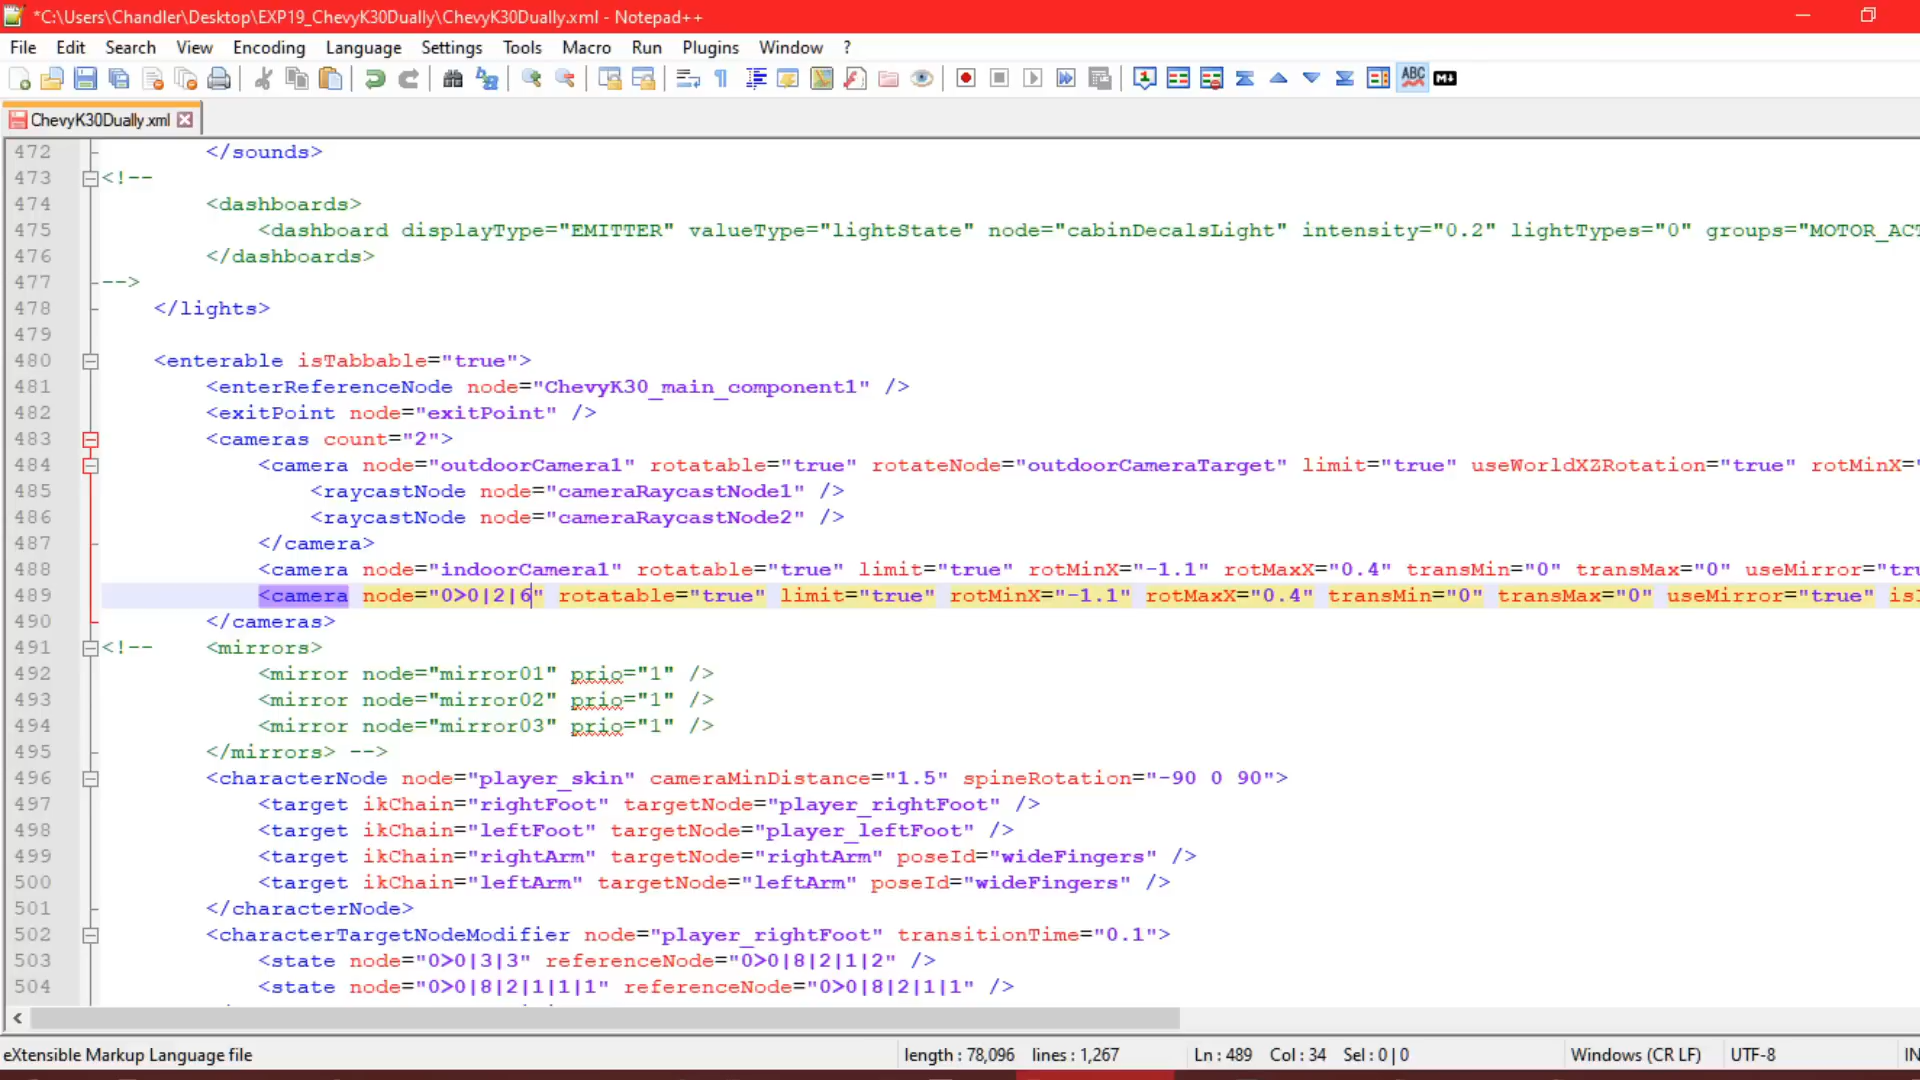 *C:\Users\Chandler\Desktop\EXP19_ChevyK30Dually\ChevyK30Dually.xml - Notepad++
File Edit Search View Encoding Language Settings Tools Macro Run Plugins Window ?
ChevyK30Dually.xml
472 </sounds>
473 <!--
474 <dashboards>
475 <dashboard displayType="EMITTER" valueType="lightState" node="cabinDecalsLight" intensity="0.2" lightTypes="0" groups="MOTOR_ACT
476 </dashboards>
477 -->
478 </lights>
479
480 <enterable isTabbable="true">
481 <enterReferenceNode node="ChevyK30_main_component1" />
482 <exitPoint node="exitPoint" />
483 <cameras count="2">
484 <camera node="outdoorCamera1" rotatable="true" rotateNode="outdoorCameraTarget" limit="true" useWorldXZRotation="true" rotMinX="
485 <raycastNode node="cameraRaycastNode1" />
486 <raycastNode node="cameraRaycastNode2" />
487 </camera>
488 <camera node="indoorCamera1" rotatable="true" limit="true" rotMinX="-1.1" rotMaxX="0.4" transMin="0" transMax="0" useMirror="tru
489 <camera node="0>0|2|6" rotatable="true" limit="true" rotMinX="-1.1" rotMaxX="0.4" transMin="0" transMax="0" useMirror="true" isI
490 </cameras>
491 <!-- <mirrors>
492 <mirror node="mirror01" prio="1" />
493 <mirror node="mirror02" prio="1" />
494 <mirror node="mirror03" prio="1" />
495 </mirrors> -->
496 <characterNode node="player_skin" cameraMinDistance="1.5" spineRotation="-90 0 90">
497 <target ikChain="rightFoot" targetNode="player_rightFoot" />
498 <target ikChain="leftFoot" targetNode="player_leftFoot" />
499 <target ikChain="rightArm" targetNode="rightArm" poseId="wideFingers" />
500 <target ikChain="leftArm" targetNode="leftArm" poseId="wideFingers" />
501 </characterNode>
502 <characterTargetNodeModifier node="player_rightFoot" transitionTime="0.1">
503 <state node="0>0|3|3" referenceNode="0>0|8|2|1|2" />
504 <state node="0>0|8|2|1|1|1" referenceNode="0>0|8|2|1|1" />
eXtensible Markup Language file length : 78,096 lines : 1,267 Ln : 489 Col : 34 Sel : 0 | 0 Windows (CR LF) UTF-8 IN